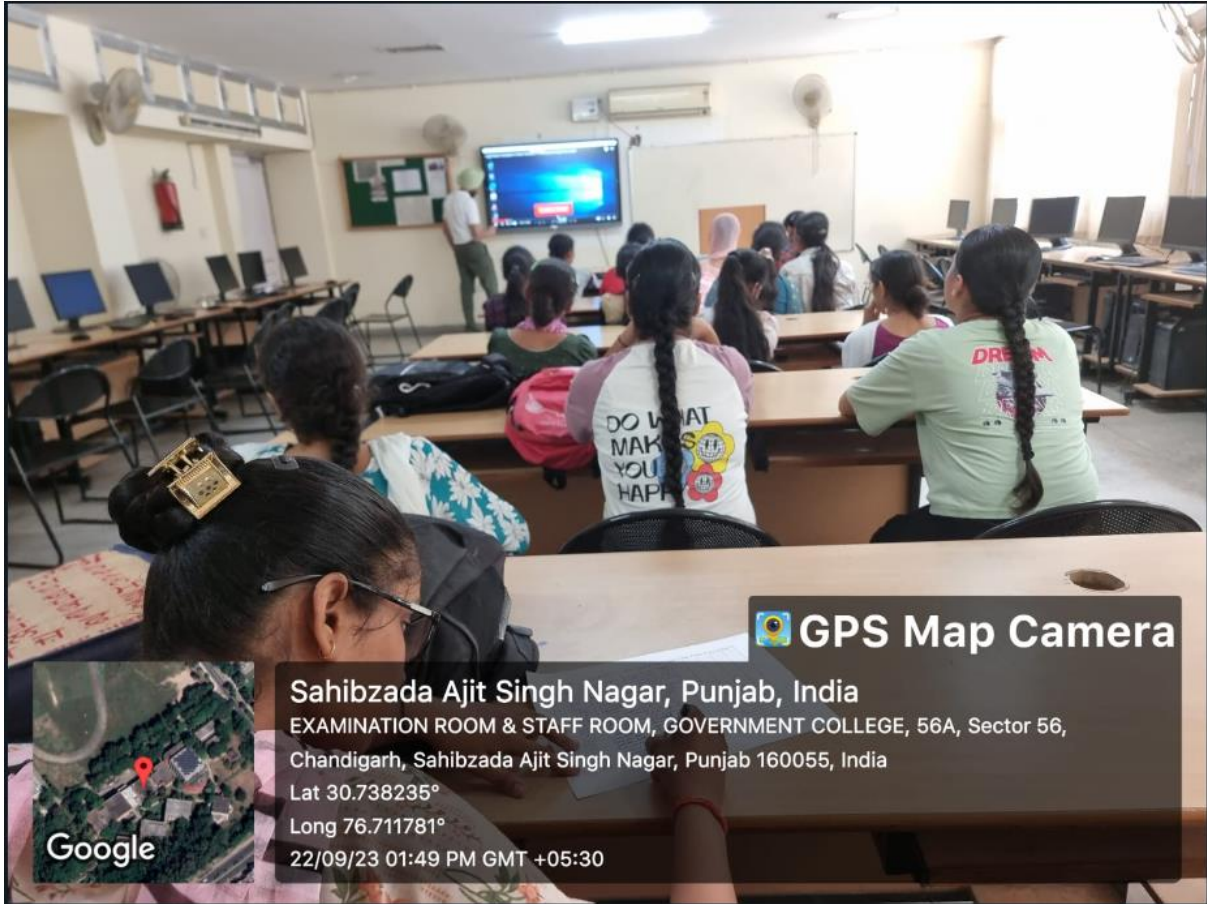 DO WHAT
MAKES
YOU
HAPPY
DREAM
GPS Map Camera
Sahibzada Ajit Singh Nagar, Punjab, India
EXAMINATION ROOM & STAFF ROOM, GOVERNMENT COLLEGE, 56A, Sector 56,
Chandigarh, Sahibzada Ajit Singh Nagar, Punjab 160055, India
Lat 30.738235°
Long 76.711781°
22/09/23 01:49 PM GMT +05:30
Google